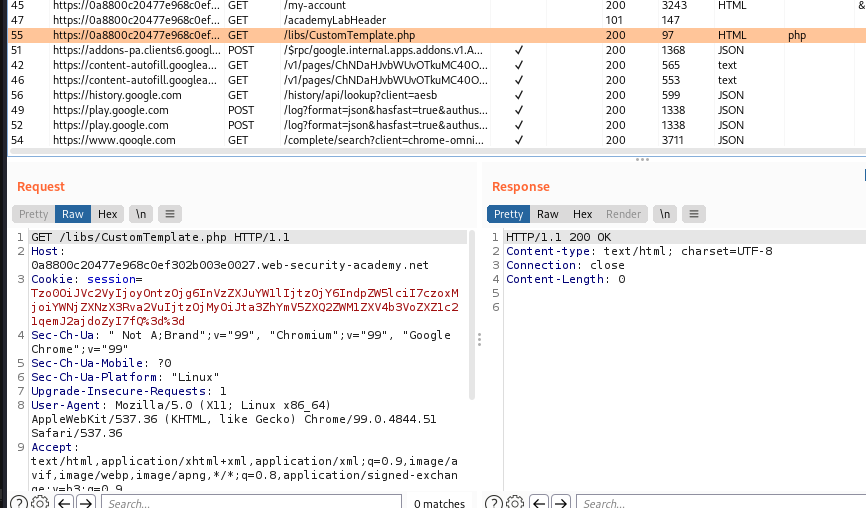 45 https://0a8800c20477e968c0ef... GET /my-account 200 3243 HTML &
47 https://0a8800c20477e968c0ef... GET /academyLabHeader 101 147
55 https://0a8800c20477e968c0ef... GET /libs/CustomTemplate.php 200 97 HTML php
51 https://addons-pa.clients6.googl... POST /$rpc/google.internal.apps.addons.v1.A... ✓ 200 1368 JSON
42 https://content-autofill.googlea... GET /v1/pages/ChNDaHJvbWUvOTkuMC40O... ✓ 200 565 text
46 https://content-autofill.googlea... GET /v1/pages/ChNDaHJvbWUvOTkuMC40O... ✓ 200 553 text
56 https://history.google.com GET /history/api/lookup?client=aesb ✓ 200 599 JSON
49 https://play.google.com POST /log?format=json&hasfast=true&authus... ✓ 200 1338 JSON
52 https://play.google.com POST /log?format=json&hasfast=true&authus... ✓ 200 1338 JSON
54 https://www.google.com GET /complete/search?client=chrome-omni... ✓ 200 3711 JSON
Request
Pretty Raw Hex \n
1 GET /libs/CustomTemplate.php HTTP/1.1
2 Host:
0a8800c20477e968c0ef302b003e0027.web-security-academy.net
3 Cookie: session=
Tzo0OiJVc2VyIjoyOntzOjg6InVzZXJuYW1lIjtzOjY6IndpZW5lciI7czoxM
joiYWNjZXNzX3Rva2VuIjtzOjMyOiJta3ZhYmV5ZXQ2ZWM1ZXV4b3VoZXZ1c2
1qemJ2ajdoZyI7fQ%3d%3d
4 Sec-Ch-Ua: " Not A;Brand";v="99", "Chromium";v="99", "Google
Chrome";v="99"
5 Sec-Ch-Ua-Mobile: ?0
6 Sec-Ch-Ua-Platform: "Linux"
7 Upgrade-Insecure-Requests: 1
8 User-Agent: Mozilla/5.0 (X11; Linux x86_64)
AppleWebKit/537.36 (KHTML, like Gecko) Chrome/99.0.4844.51
Safari/537.36
9 Accept:
text/html,application/xhtml+xml,application/xml;q=0.9,image/a
vif,image/webp,image/apng,*/*;q=0.8,application/signed-exchan
ge;v=b3;q=0.9
Search...
0 matches
Response
Pretty Raw Hex Render \n
1 HTTP/1.1 200 OK
2 Content-type: text/html; charset=UTF-8
3 Connection: close
4 Content-Length: 0
5
6
Search...